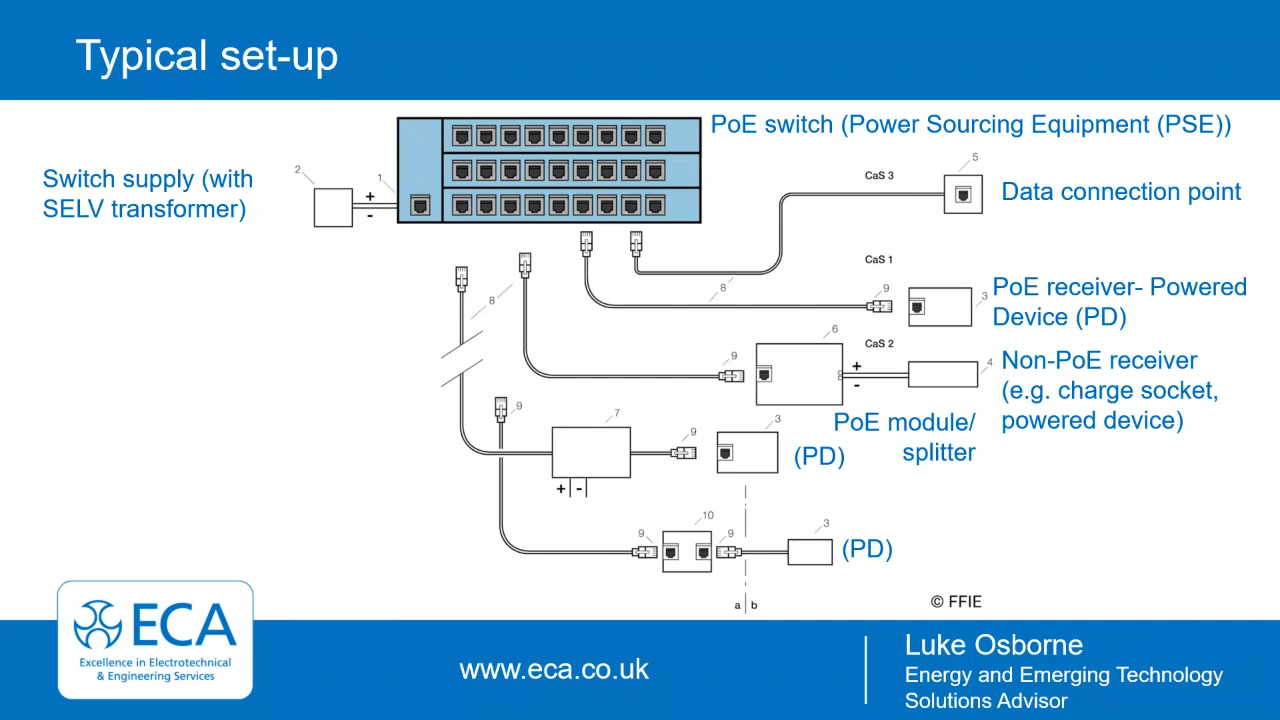 Typical set-up
PoE switch (Power Sourcing Equipment (PSE))
Switch supply (with
SELV transformer)
2
+
-
1
CaS 3
5
Data connection point
8
CaS 1
8
9
3
PoE receiver- Powered
Device (PD)
6
CaS 2
9
+
-
4
Non-PoE receiver
(e.g. charge socket,
powered device)
PoE module/
splitter
9
7
9
3
(PD)
+ -
10
9
9
3
(PD)
a b
© FFIE
ECA
Excellence in Electrotechnical
& Engineering Services
www.eca.co.uk
Luke Osborne
Energy and Emerging Technology
Solutions Advisor